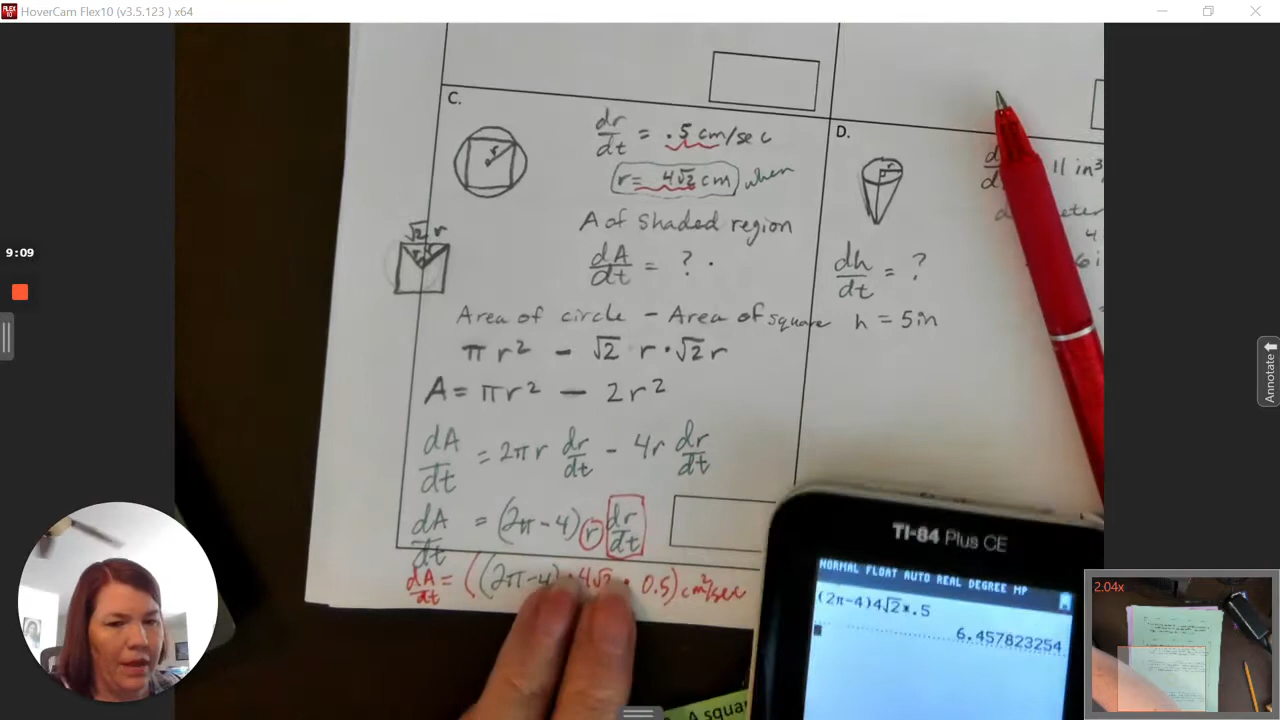 HoverCam Flex10 (v3.5.123 ) x64
9:09
C.
r
dr/dt = .5 cm/sec
r = 4√2 cm when
A of shaded region
dA/dt = ? .
√2 r
Area of circle - Area of square
πr² - √2 r · √2 r
A = πr² - 2r²
dA/dt = 2πr dr/dt - 4r dr/dt
dA/dt = (2π-4) r dr/dt
dA/dt = ((2π-4) · 4√2 · 0.5) cm²/sec
D.
r
11 in³
4
dh/dt = ?
h = 5in
TI-84 Plus CE
NORMAL FLOAT AUTO REAL DEGREE MP
(2π-4)4√2*.5
6.457823254
A squa
Annotate
2.04x